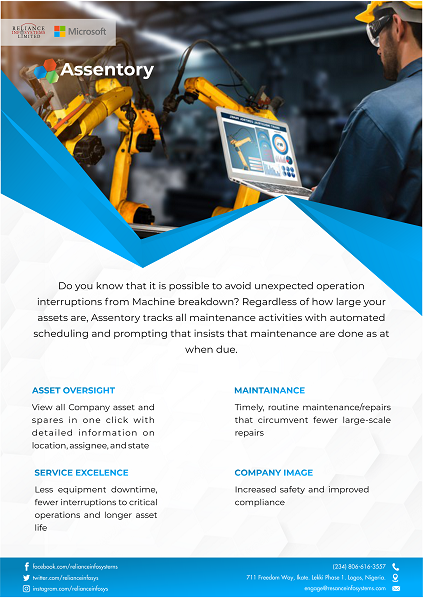 RELIANCE
INFOSYSTEMS
LIMITED
Microsoft
Assentory
Do you know that it is possible to avoid unexpected operation
interruptions from Machine breakdown? Regardless of how large your
assets are, Assentory tracks all maintenance activities with automated
scheduling and prompting that insists that maintenance are done as at
when due.
ASSET OVERSIGHT
View all Company asset and
spares in one click with
detailed information on
location, assignee, and state
MAINTAINANCE
Timely, routine maintenance/repairs
that circumvent fewer large-scale
repairs
SERVICE EXCELENCE
Less equipment downtime,
fewer interruptions to critical
operations and longer asset
life
COMPANY IMAGE
Increased safety and improved
compliance
facebook.com/relianceinfosystems
twitter.com/relianceinfosys
instagram.com/relianceinfosys
(234) 806-616-3557
711 Freedom Way, Ikate, Lekki Phase 1, Lagos, Nigeria.